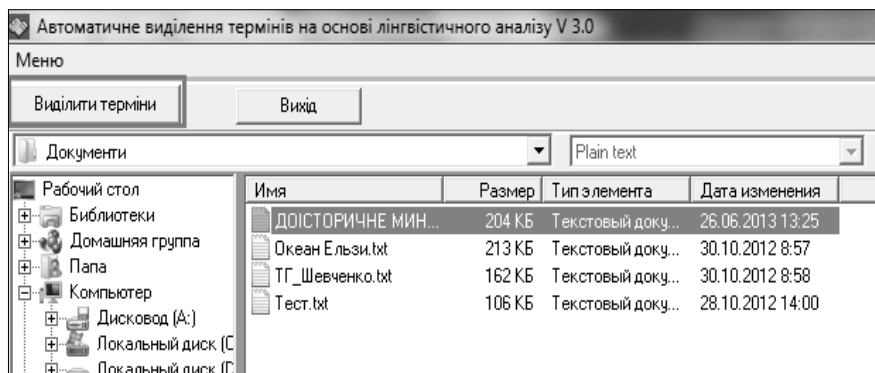 Автоматичне виділення термінів на основі лінгвістичного аналізу V 3.0
Меню
Виділити терміни Вихід
Документи Plain text
Рабочий стол Имя Размер Тип элемента Дата изменения
Библиотеки ДОІСТОРИЧНЕ МИН... 204 КБ Текстовый доку... 26.06.2013 13:25
Домашняя группа Океан Ельзи.txt 213 КБ Текстовый доку... 30.10.2012 8:57
Папа ТГ_Шевченко.txt 162 КБ Текстовый доку... 30.10.2012 8:58
Компьютер Тест.txt 106 КБ Текстовый доку... 28.10.2012 14:00
Дисковод (A:)
Локальный диск (C
Локальный диск (